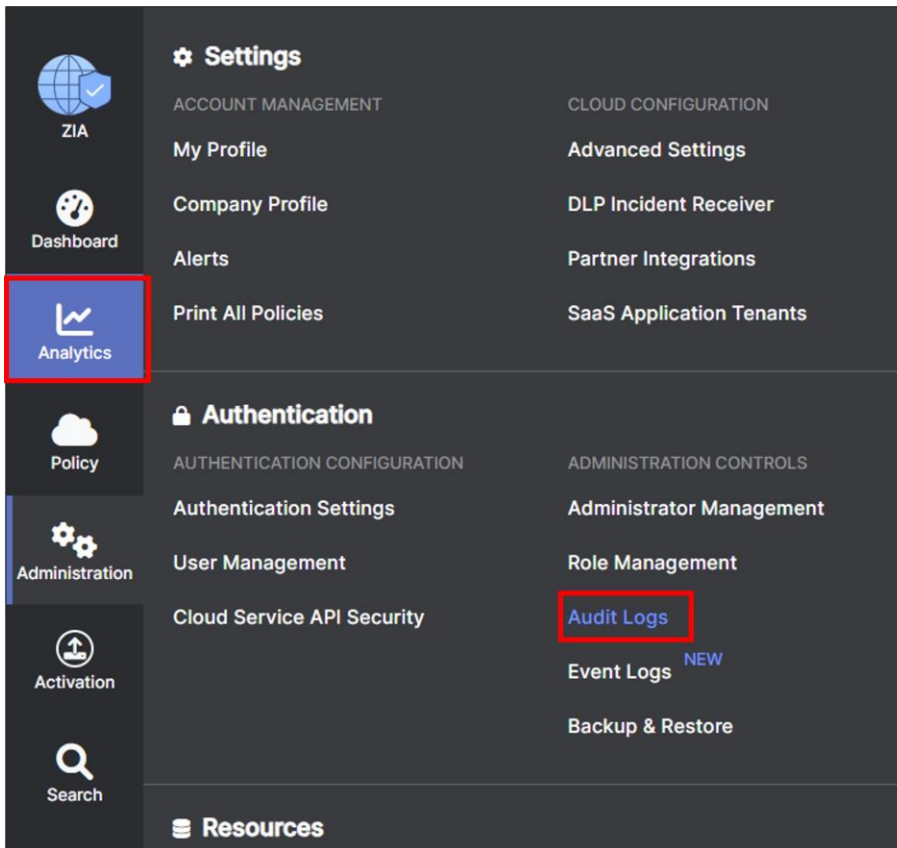 ZIA
Dashboard
Analytics
Policy
Administration
Activation
Search
Settings
ACCOUNT MANAGEMENT
My Profile
Company Profile
Alerts
Print All Policies
CLOUD CONFIGURATION
Advanced Settings
DLP Incident Receiver
Partner Integrations
SaaS Application Tenants
Authentication
AUTHENTICATION CONFIGURATION
Authentication Settings
User Management
Cloud Service API Security
ADMINISTRATION CONTROLS
Administrator Management
Role Management
Audit Logs
Event Logs NEW
Backup & Restore
Resources